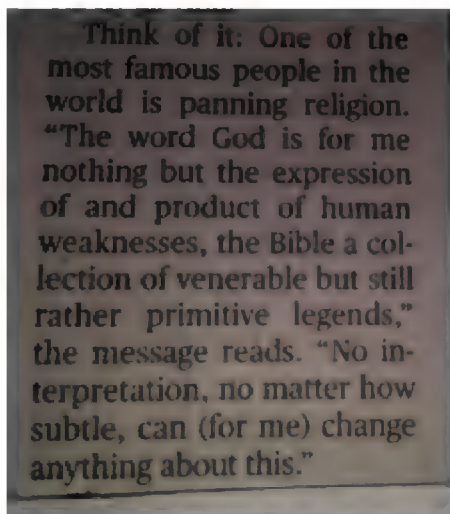 Think of it: One of the
most famous people in the
world is panning religion.
“The word God is for me
nothing but the expression
of and product of human
weaknesses, the Bible a col-
lection of venerable but still
rather primitive legends,”
the message reads. “No in-
terpretation, no matter how
subtle, can (for me) change
anything about this.”